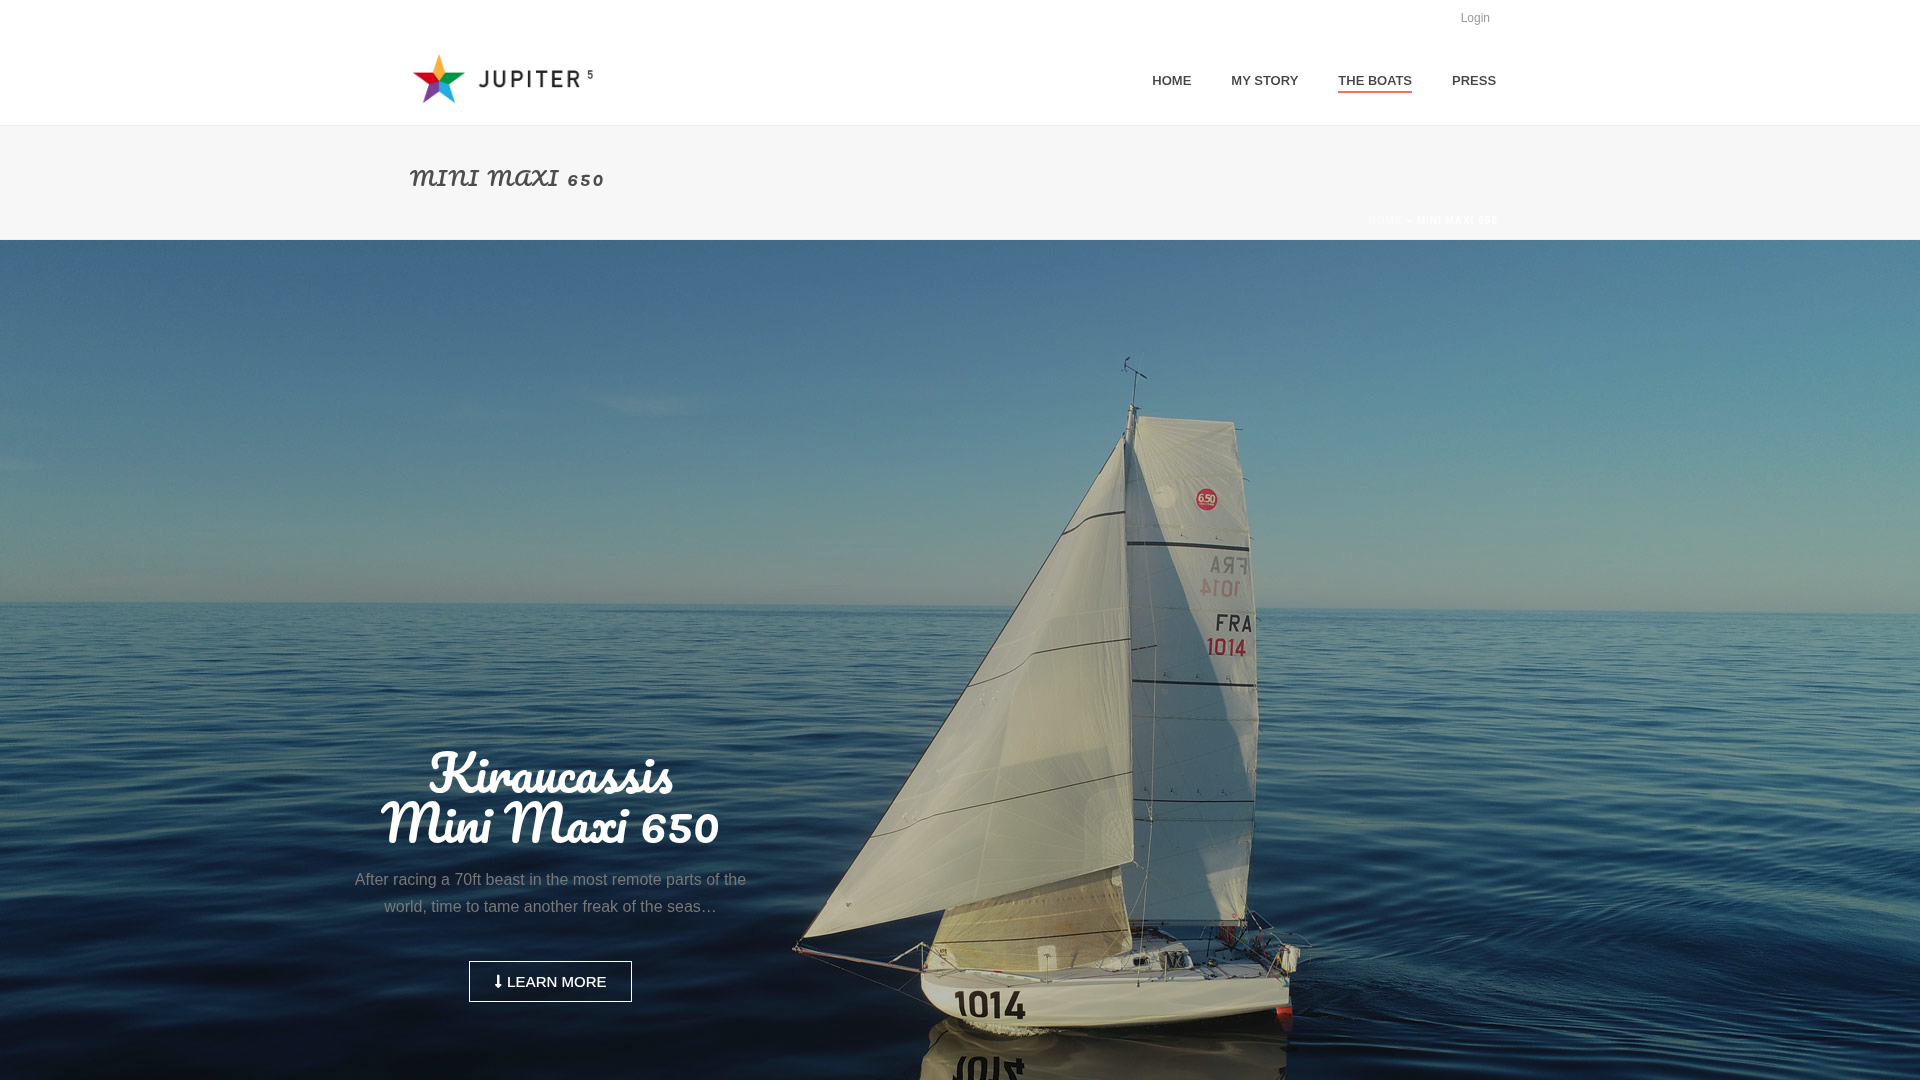 Login
JUPITER 5
HOME
MY STORY
THE BOATS
PRESS
MINI MAXI 650
HOME » MINI MAXI 650
650
FRA
1014
FRA
1014
Kiraucassis
Mini Maxi 650
After racing a 70ft beast in the most remote parts of the
world, time to tame another freak of the seas…
LEARN MORE
1014